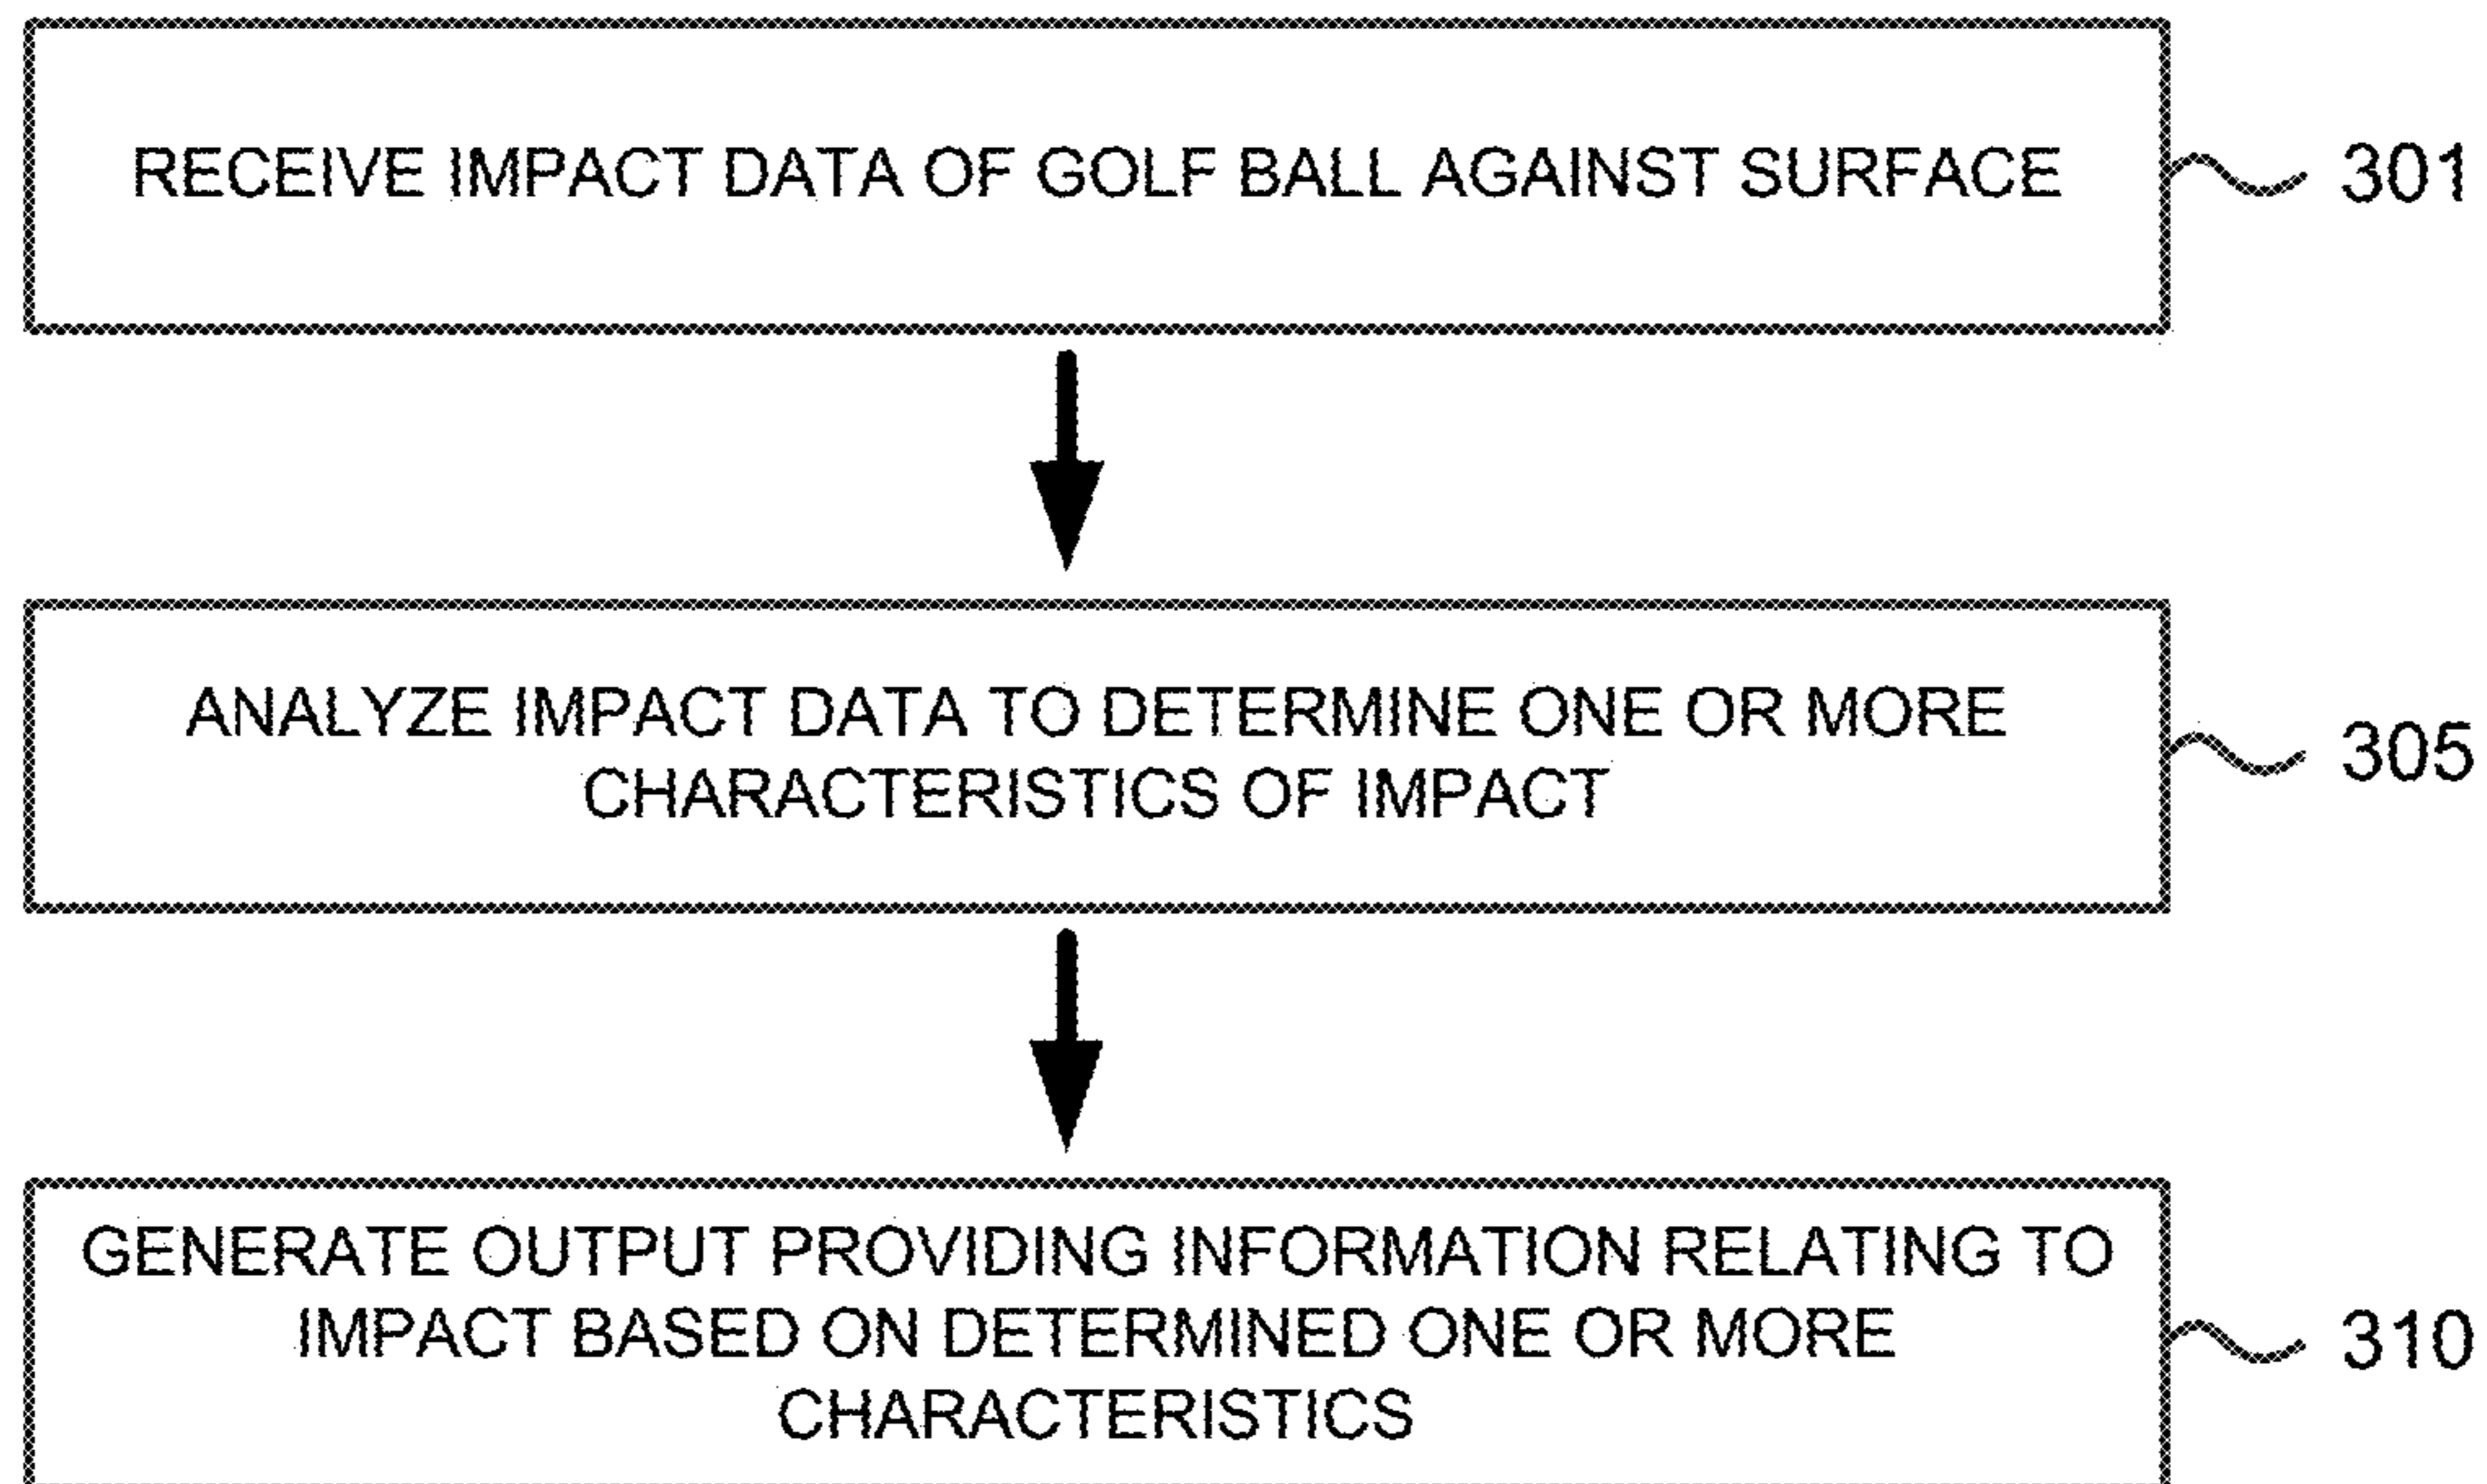 RECEIVE IMPACT DATA OF GOLF BALL AGAINST SURFACE
301
ANALYZE IMPACT DATA TO DETERMINE ONE OR MORE
CHARACTERISTICS OF IMPACT
305
GENERATE OUTPUT PROVIDING INFORMATION RELATING TO
IMPACT BASED ON DETERMINED ONE OR MORE
CHARACTERISTICS
310